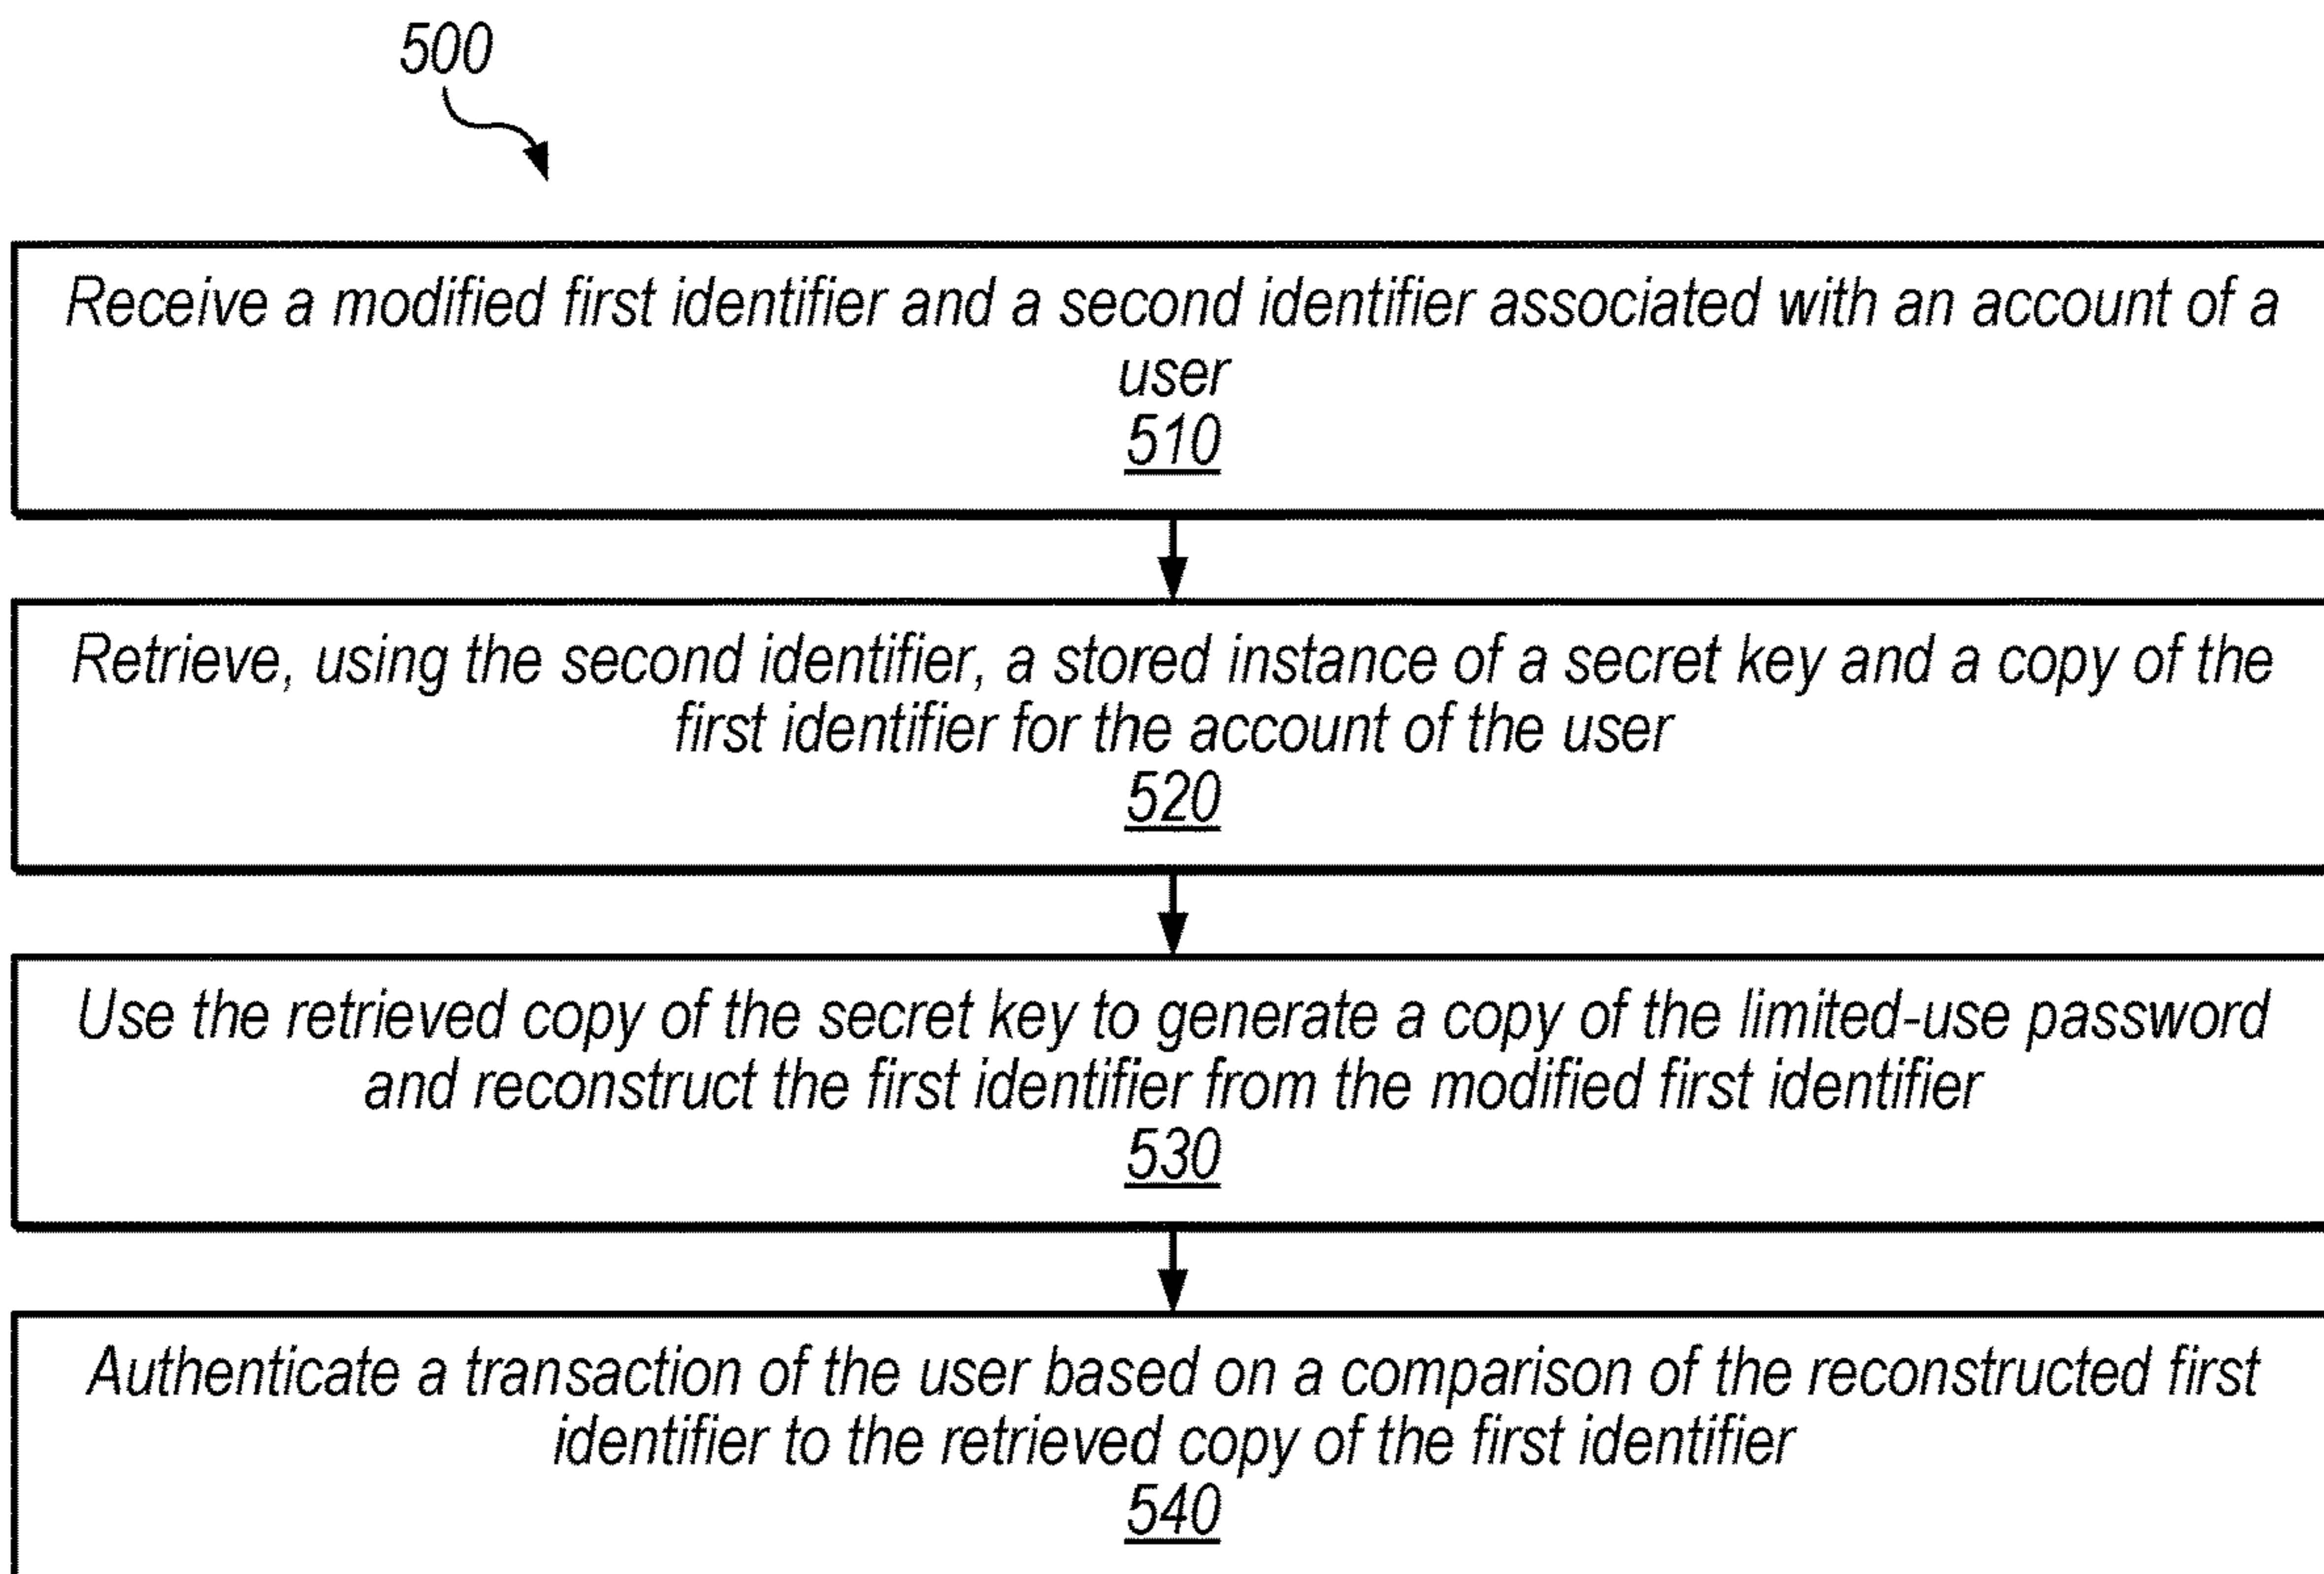 500
Receive a modified first identifier and a second identifier associated with an account of a
user
510
Retrieve, using the second identifier, a stored instance of a secret key and a copy of the
first identifier for the account of the user
520
Use the retrieved copy of the secret key to generate a copy of the limited-use password
and reconstruct the first identifier from the modified first identifier
530
Authenticate a transaction of the user based on a comparison of the reconstructed first
identifier to the retrieved copy of the first identifier
540